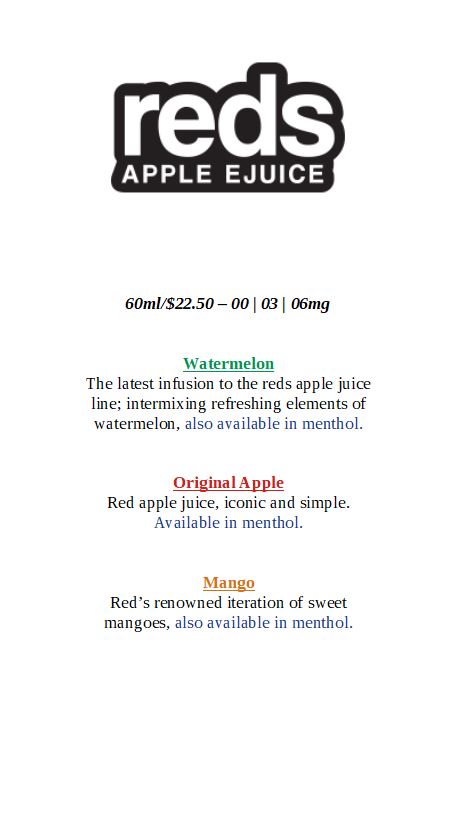 reds
APPLE EJUICE
60ml/$22.50 – 00 | 03 | 06mg
Watermelon
The latest infusion to the reds apple juice
line; intermixing refreshing elements of
watermelon, also available in menthol.
Original Apple
Red apple juice, iconic and simple.
Available in menthol.
Mango
Red’s renowned iteration of sweet
mangoes, also available in menthol.